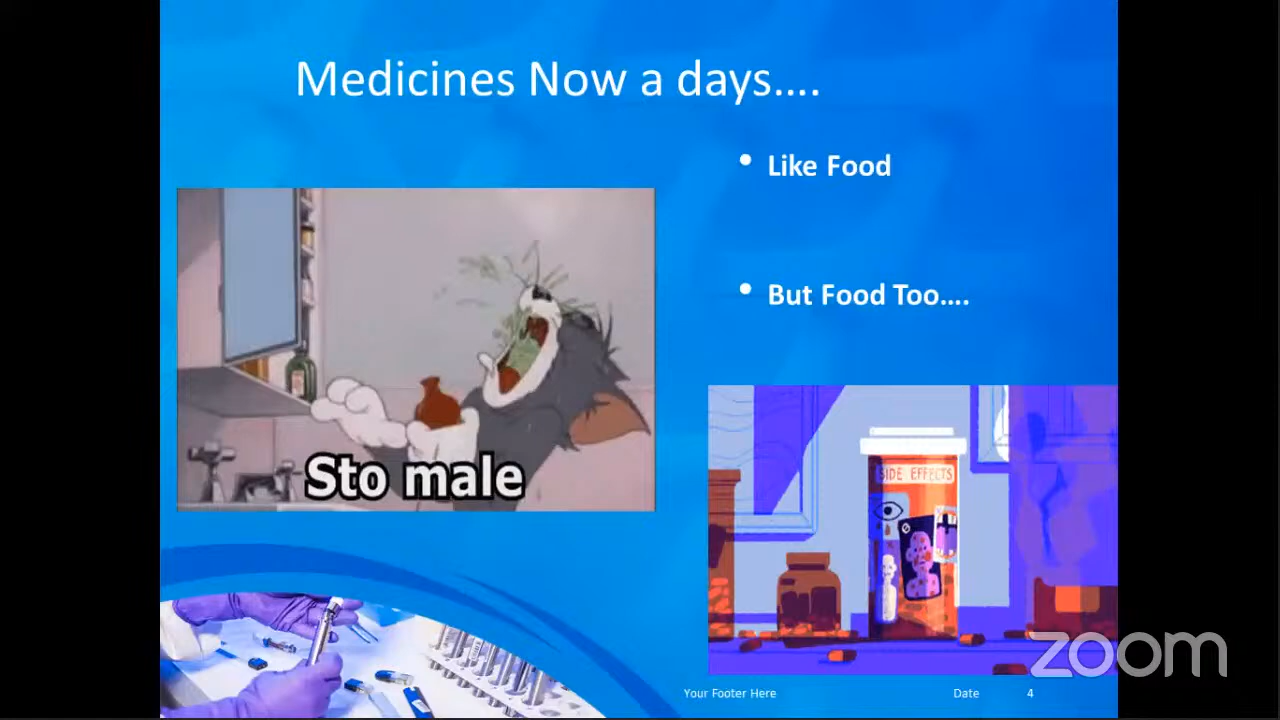 Medicines Now a days....
Like Food
But Food Too....
Sto male
SIDE EFFECTS
Your Footer Here
Date
4
zoom